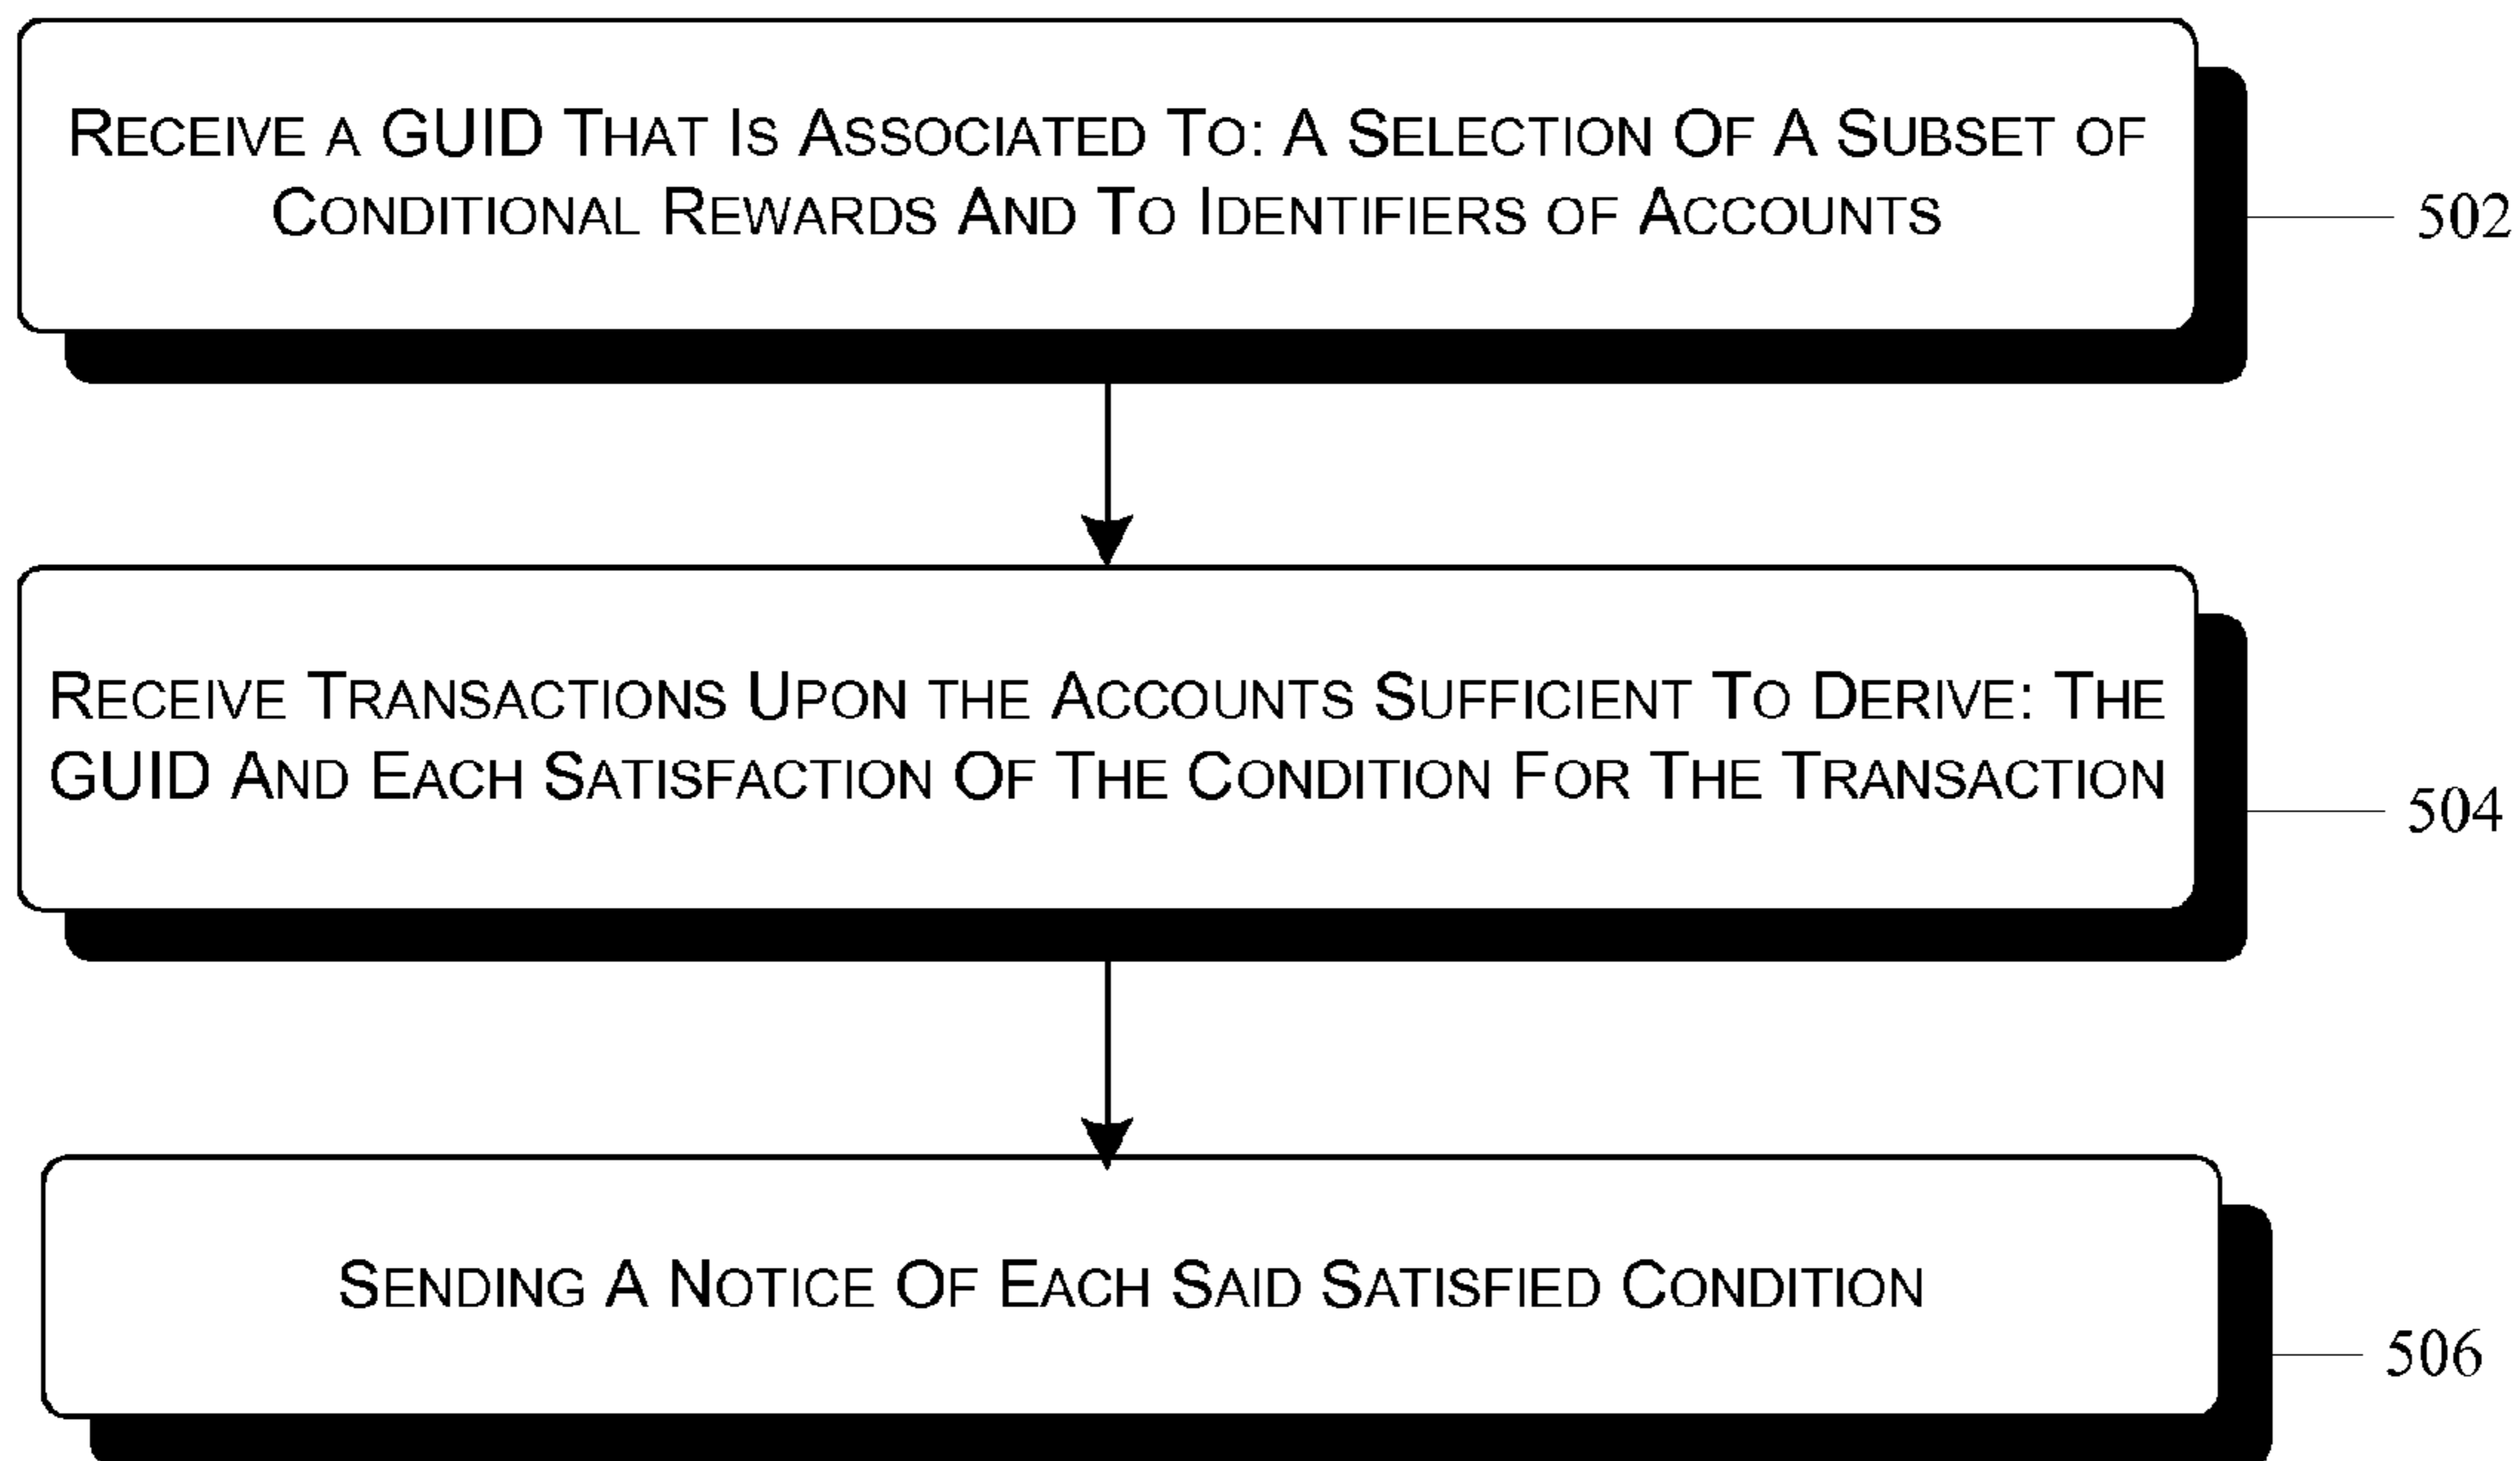 RECEIVE A GUID THAT IS ASSOCIATED TO: A SELECTION OF A SUBSET OF
CONDITIONAL REWARDS AND TO IDENTIFIERS OF ACCOUNTS
502
RECEIVE TRANSACTIONS UPON THE ACCOUNTS SUFFICIENT TO DERIVE: THE
GUID AND EACH SATISFACTION OF THE CONDITION FOR THE TRANSACTION
504
SENDING A NOTICE OF EACH SAID SATISFIED CONDITION
506